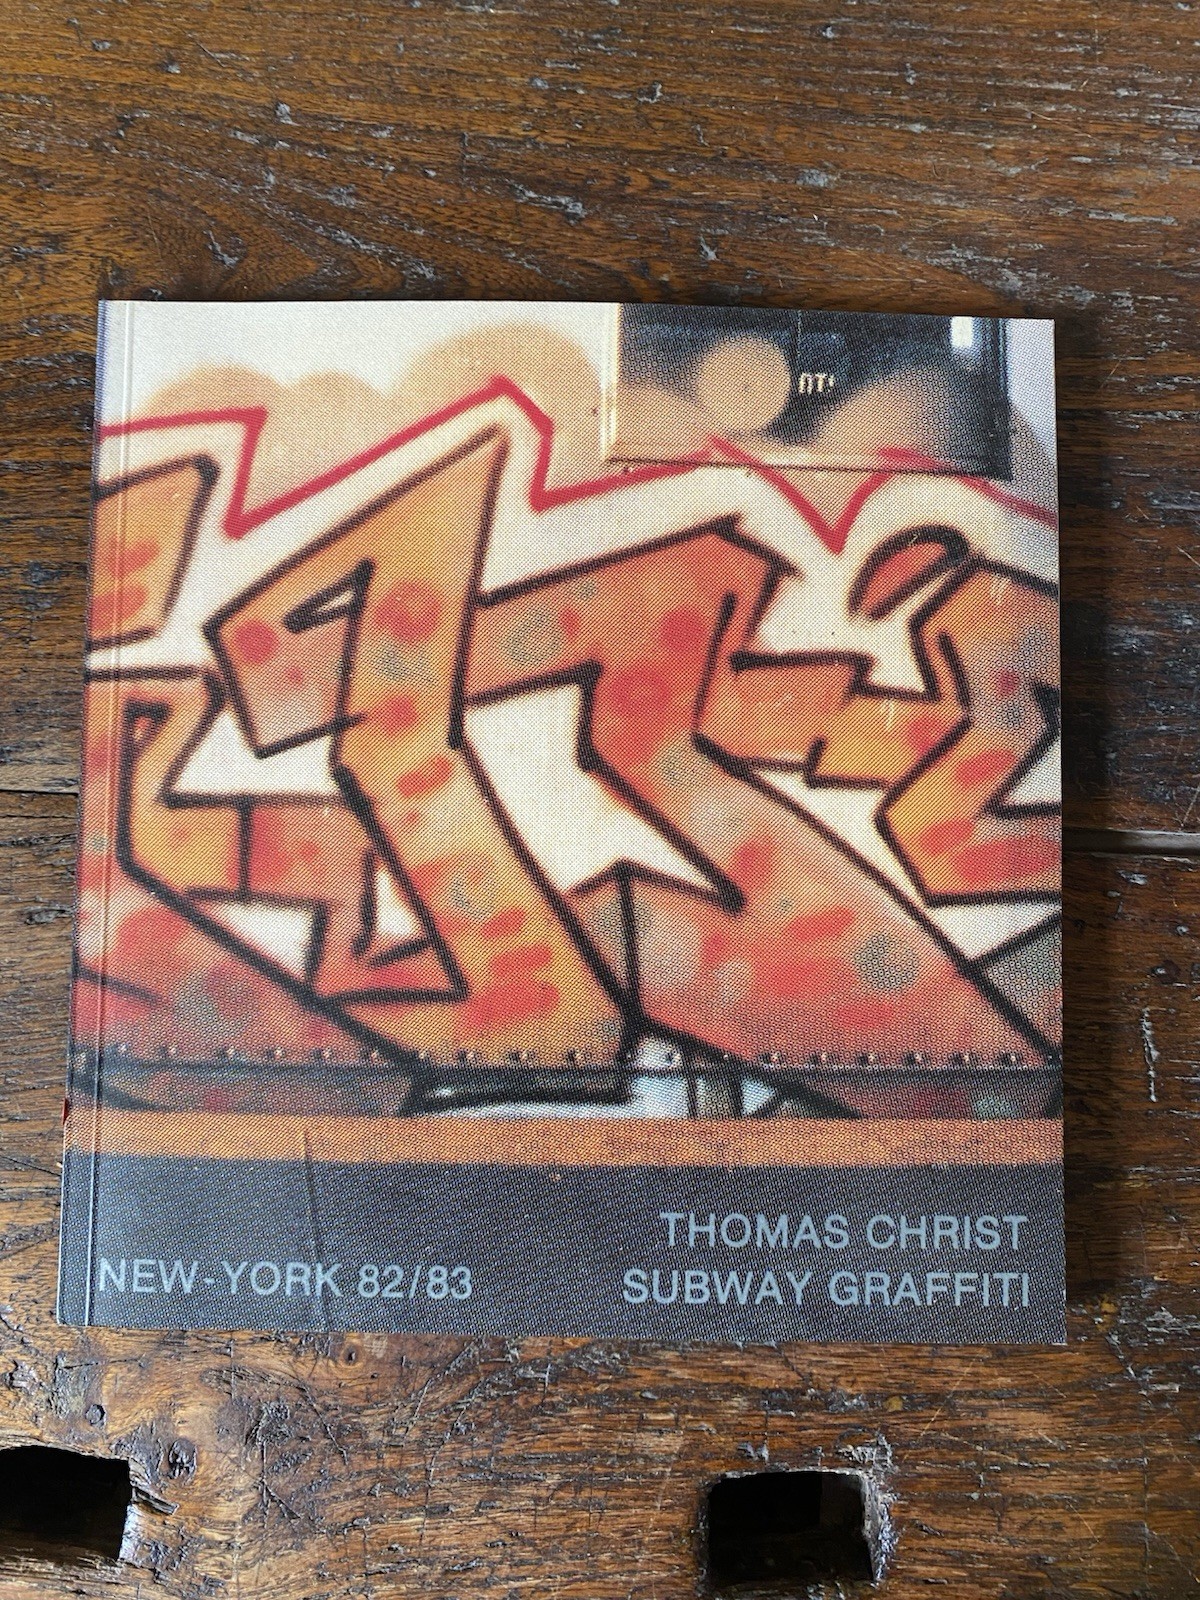 THOMAS CHRIST
NEW-YORK 82/83
SUBWAY GRAFFITI